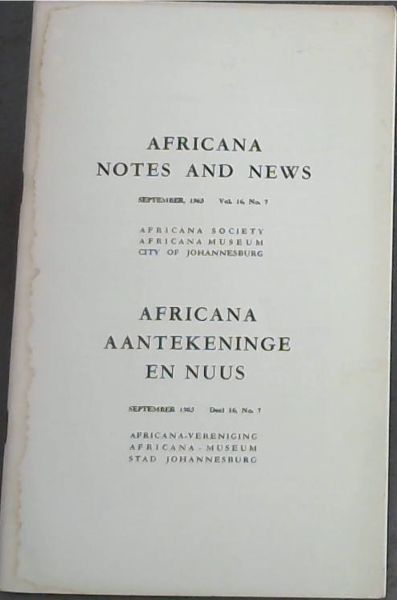 AFRICANA
NOTES AND NEWS
SEPTEMBER, 1965 Vol. 16, No. 7
AFRICANA SOCIETY
AFRICANA MUSEUM
CITY OF JOHANNESBURG
AFRICANA
AANTEKENINGE
EN NUUS
SEPTEMBER 1965 Deel 16, No. 7
AFRICANA-VERENIGING
AFRICANA - MUSEUM
STAD JOHANNESBURG